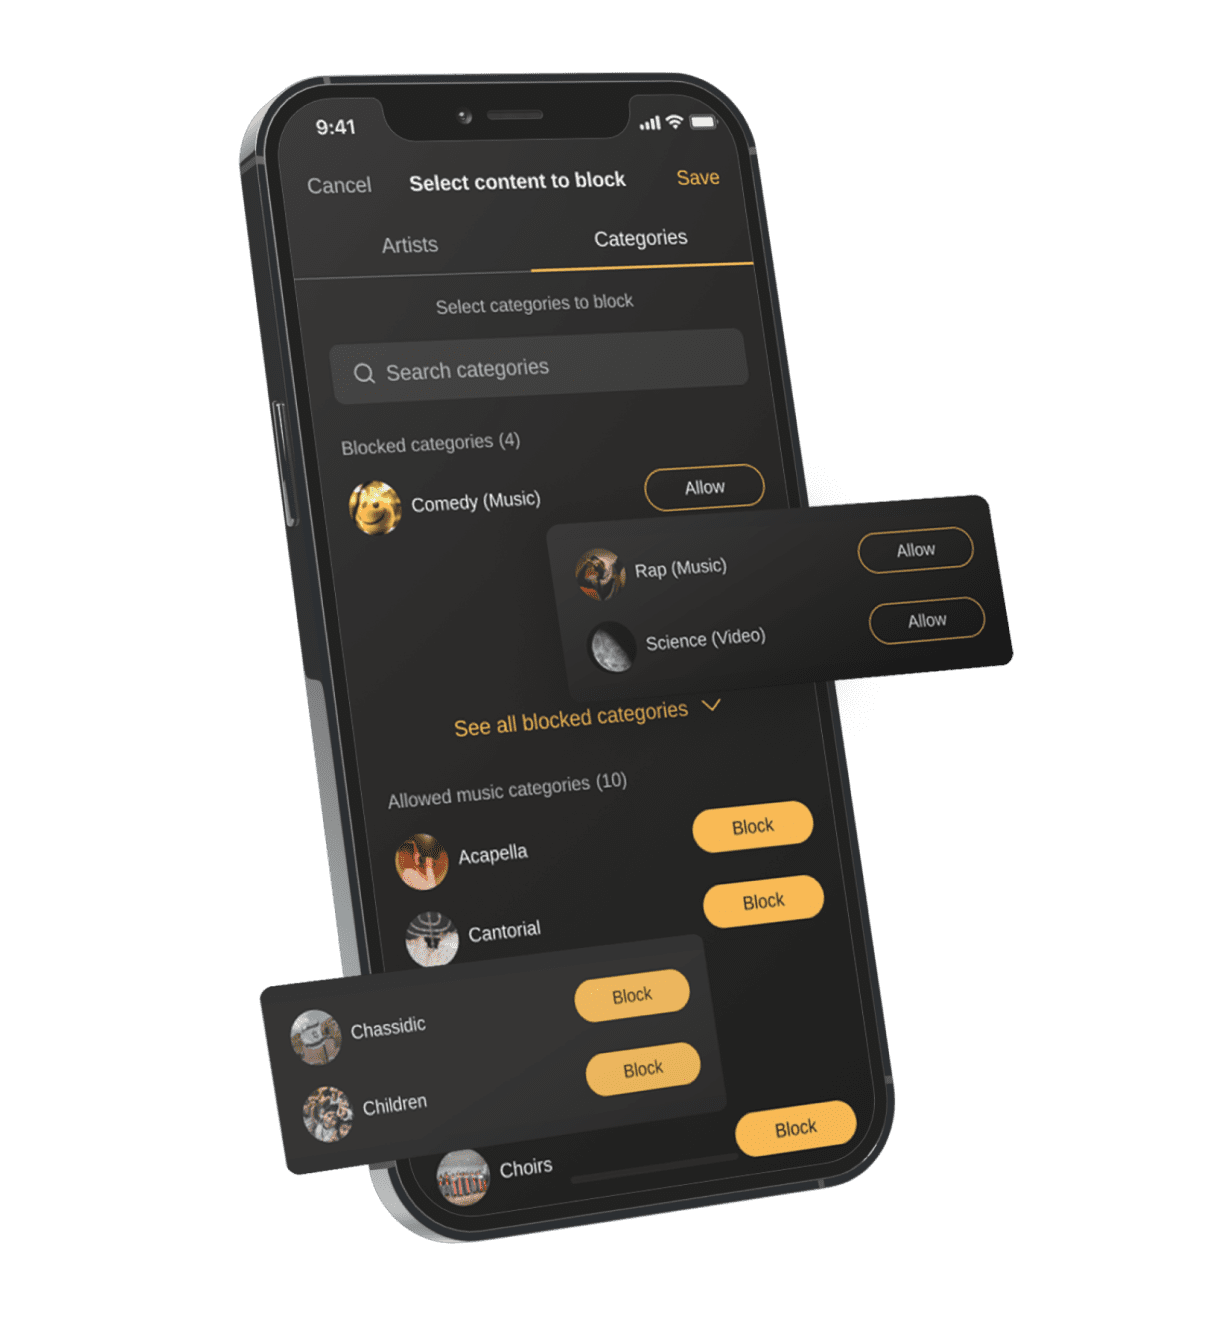 9:41
Cancel Select content to block Save
Artists Categories
Select categories to block
Search categories
Blocked categories (4)
Comedy (Music) Allow
Rap (Music) Allow
Science (Video) Allow
See all blocked categories
Allowed music categories (10)
Acapella Block
Cantorial Block
Chassidic Block
Children Block
Choirs Block